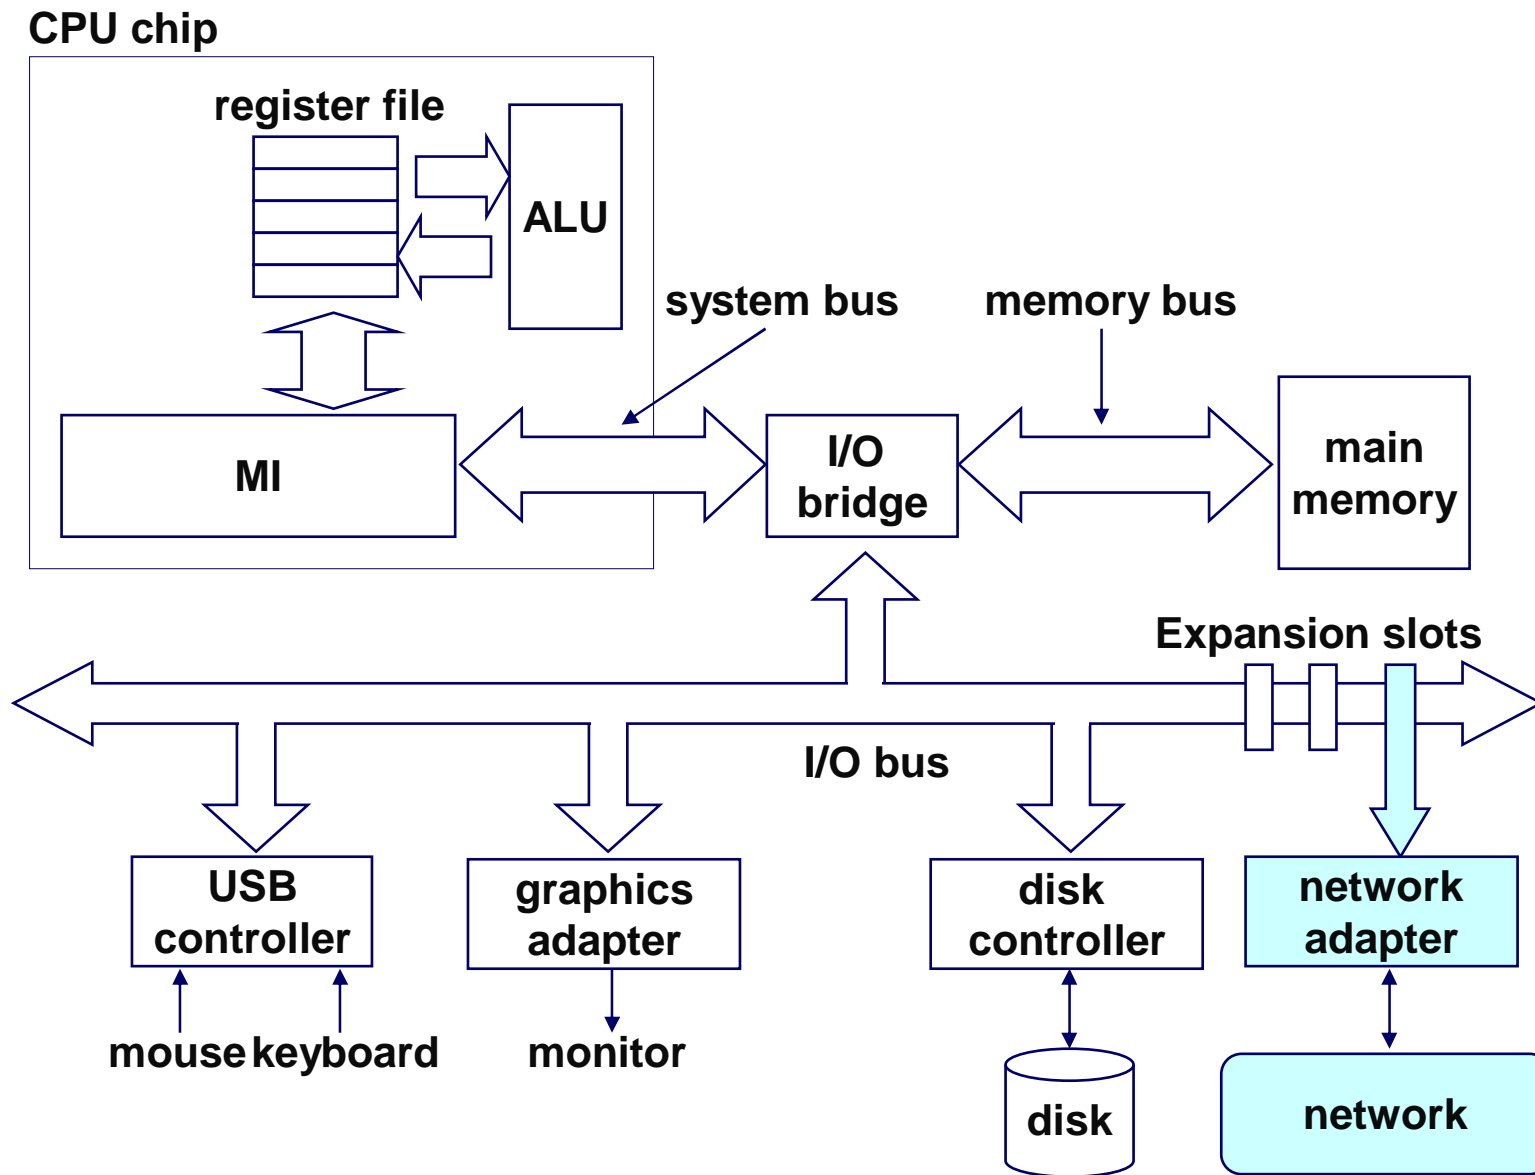 CPU chip
register file
ALU
system bus
memory bus
MI
I/O
bridge
main
memory
Expansion slots
I/O bus
USB
controller
graphics
adapter
disk
controller
network
adapter
mouse
keyboard
monitor
disk
network